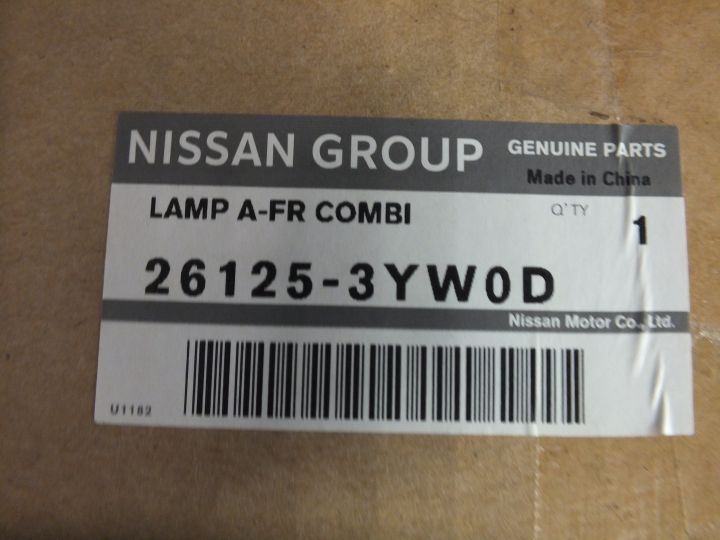 NISSAN GROUP GENUINE PARTS
Made in China
LAMP A-FR COMBI Q'TY 1
26125-3YW0D
Nissan Motor Co., Ltd.
U1182